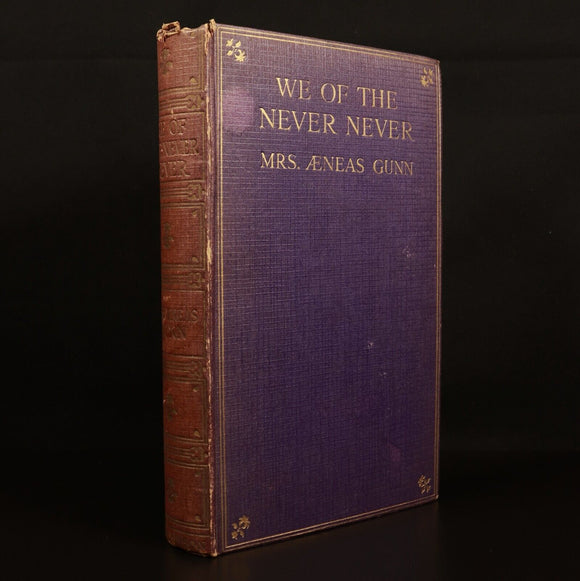 WE OF THE
NEVER NEVER
MRS. ÆNEAS GUNN